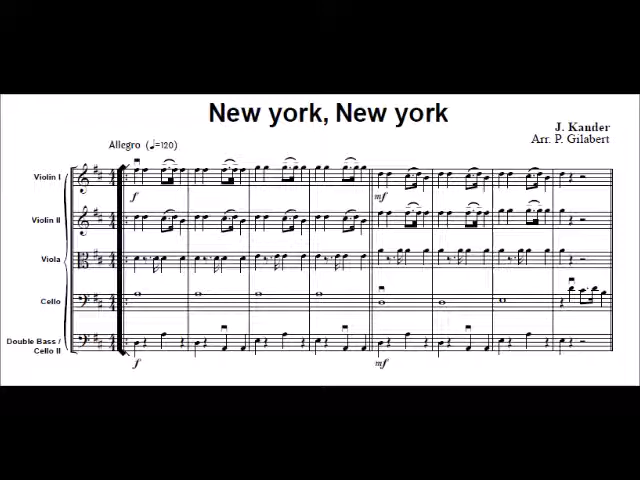 New york, New york
J. Kander
Arr. P. Gilabert
Allegro (♩=120)
Violin I
f
mf
Violin II
mf
Viola
Cello
Double Bass /
Cello II
f
mf